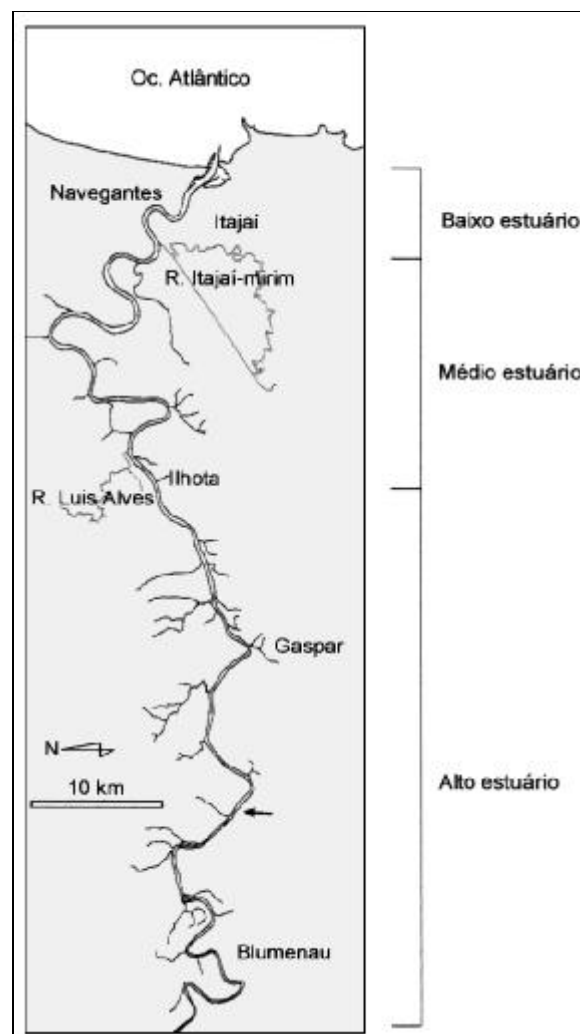 Oc. Atlântico
Navegantes
Itajaí
Baixo estuário
R. Itajaí-mirim
Médio estuário
Ilhota
R. Luis Alves
Gaspar
N
10 km
Alto estuário
Blumenau